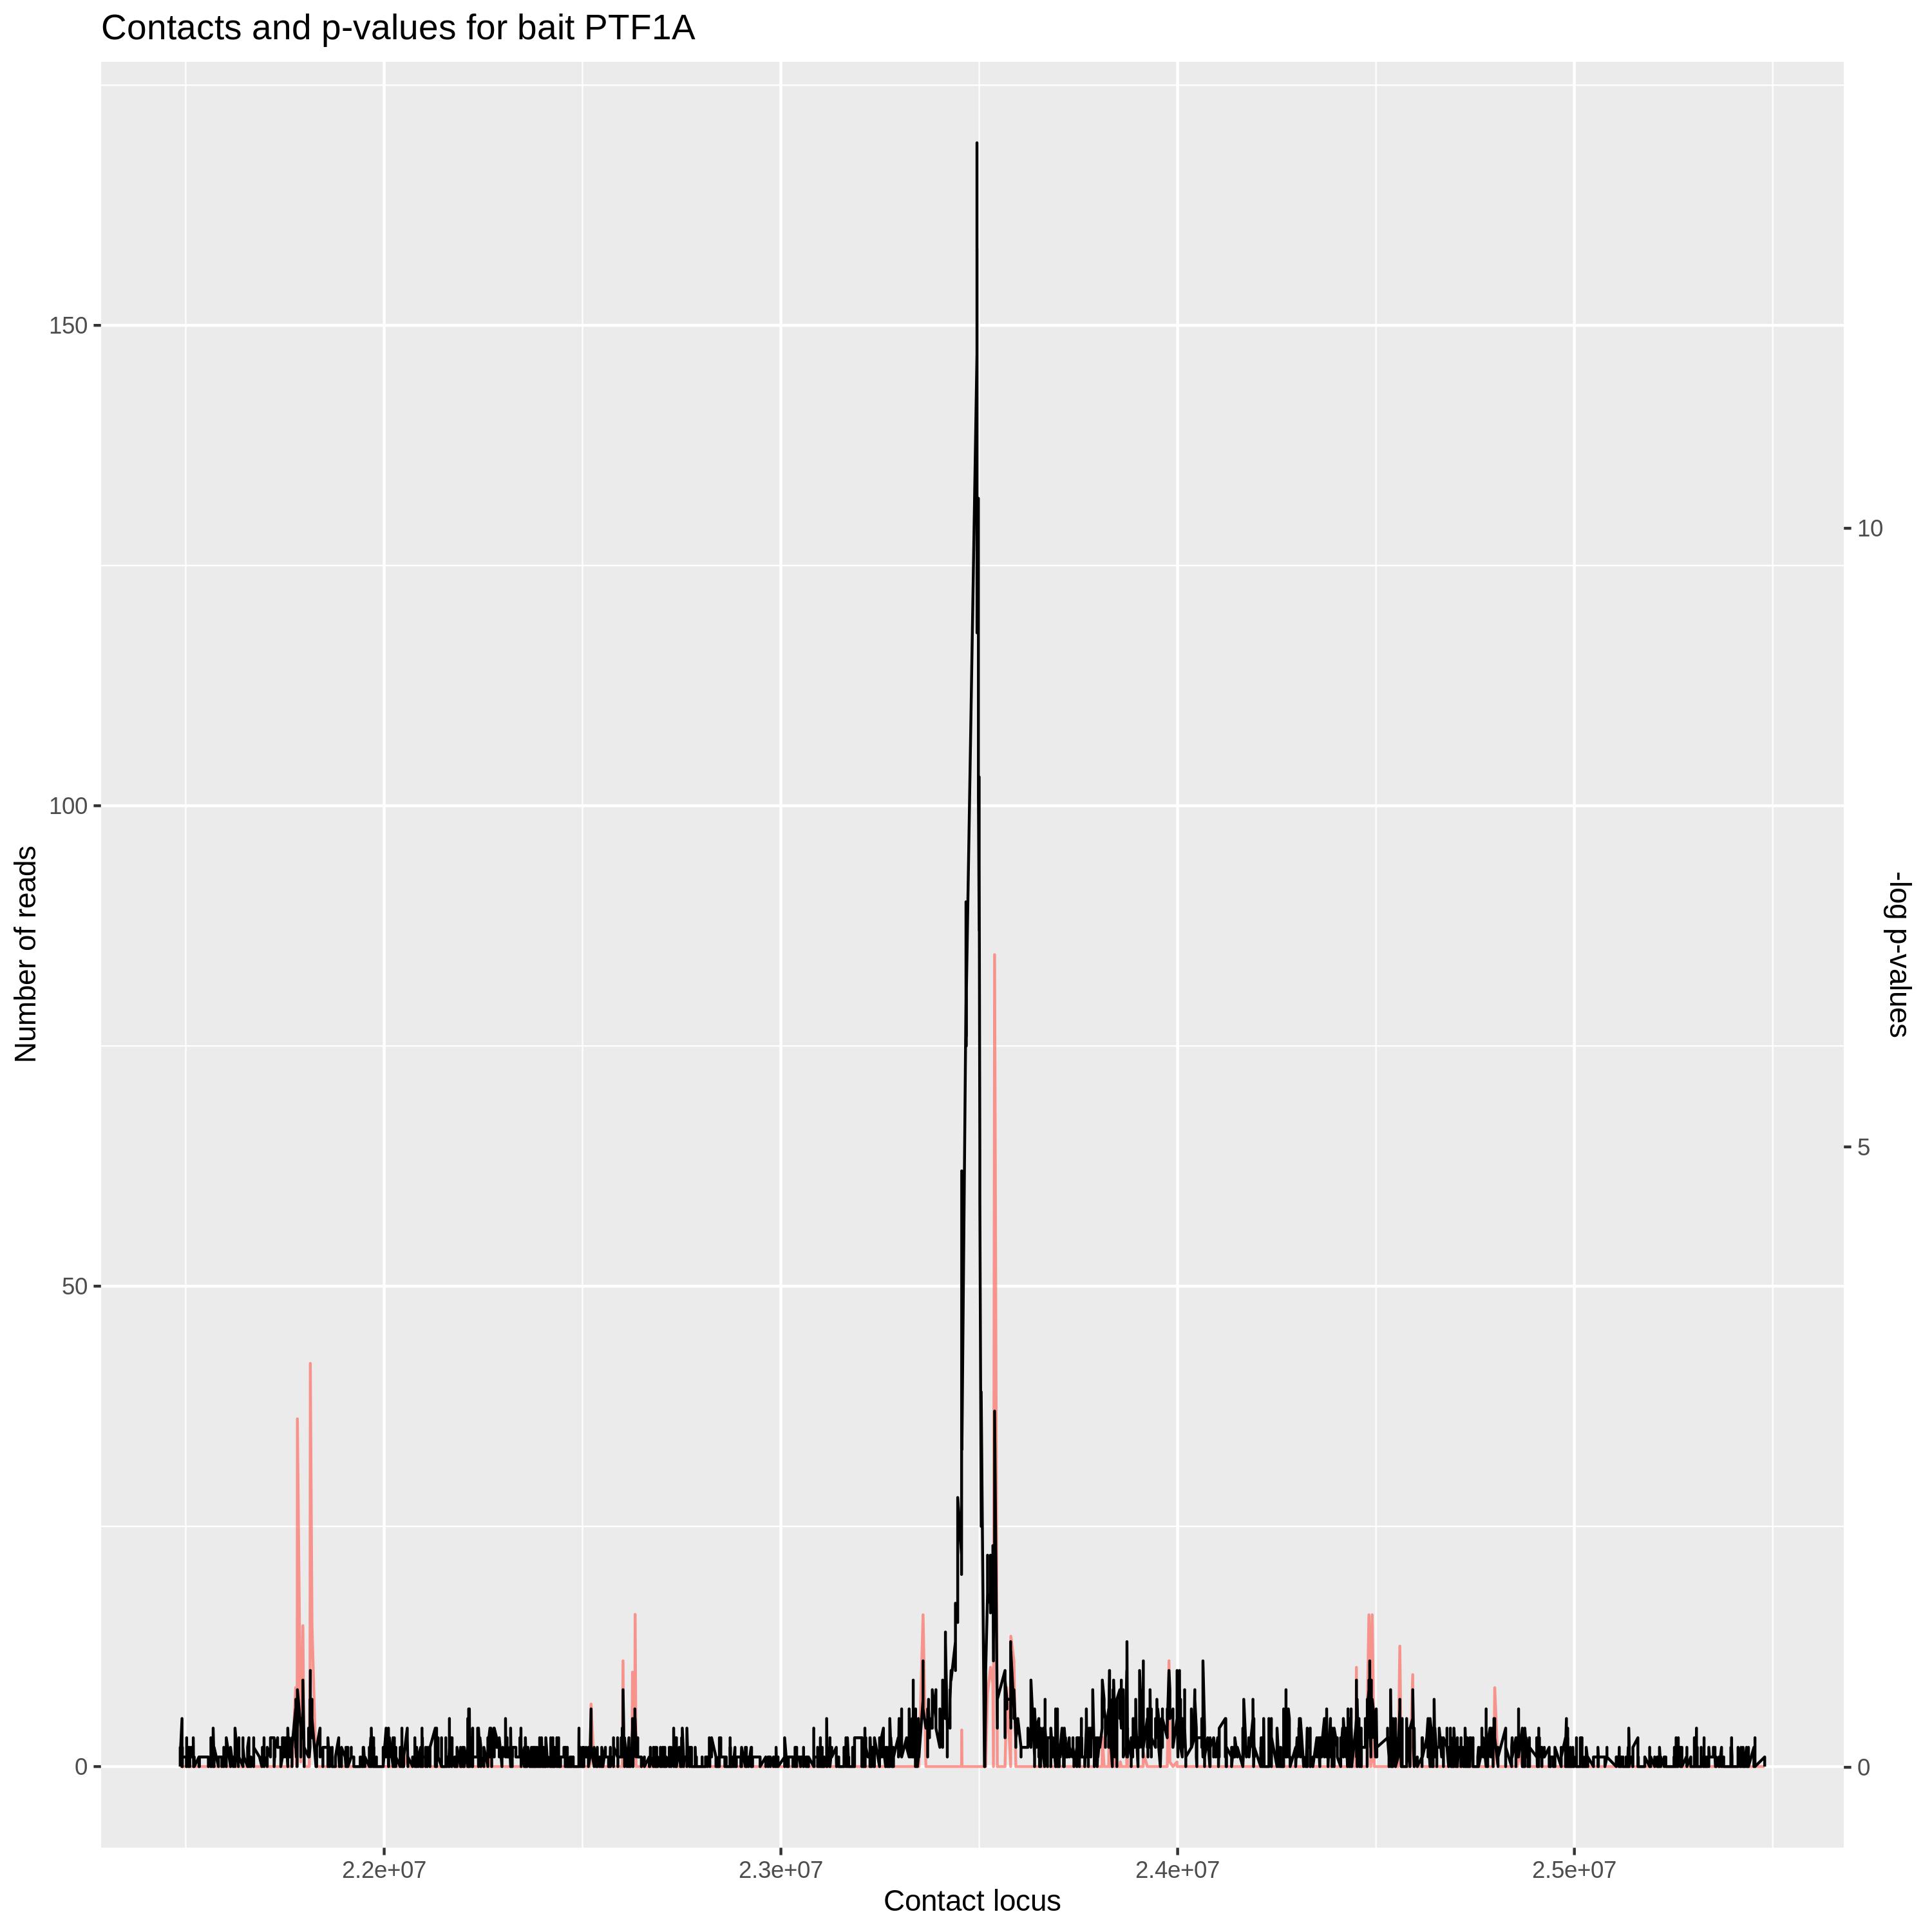 Contacts and p-values for bait PTF1A
150
100
50
0
Number of reads
10
5
0
-log p-values
2.2e+07
2.3e+07
2.4e+07
2.5e+07
Contact locus